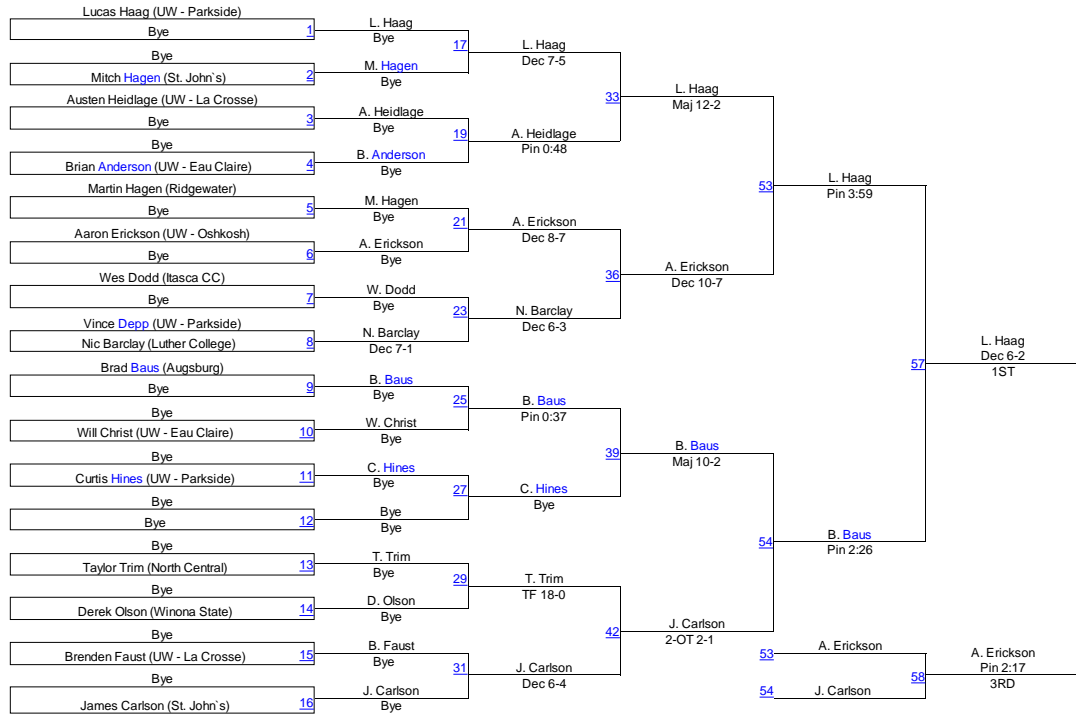 Lucas Haag (UW - Parkside)
Bye
1
Bye
Mitch Hagen (St. John`s)
2
Austen Heidlage (UW - La Crosse)
Bye
3
Bye
Brian Anderson (UW - Eau Claire)
4
Martin Hagen (Ridgewater)
Bye
5
Aaron Erickson (UW - Oshkosh)
Bye
6
Wes Dodd (Itasca CC)
Bye
7
Vince Depp (UW - Parkside)
Nic Barclay (Luther College)
8
Brad Baus (Augsburg)
Bye
9
Bye
Will Christ (UW - Eau Claire)
10
Bye
Curtis Hines (UW - Parkside)
11
Bye
Bye
12
Bye
Taylor Trim (North Central)
13
Bye
Derek Olson (Winona State)
14
Bye
Brenden Faust (UW - La Crosse)
15
Bye
James Carlson (St. John`s)
16
L. Haag
Bye
17
M. Hagen
Bye
A. Heidlage
Bye
19
B. Anderson
Bye
M. Hagen
Bye
21
A. Erickson
Bye
W. Dodd
Bye
23
N. Barclay
Dec 7-1
B. Baus
Bye
25
W. Christ
Bye
C. Hines
Bye
27
Bye
Bye
T. Trim
Bye
29
D. Olson
Bye
B. Faust
Bye
31
J. Carlson
Bye
L. Haag
Dec 7-5
33
A. Heidlage
Pin 0:48
A. Erickson
Dec 8-7
36
N. Barclay
Dec 6-3
B. Baus
Pin 0:37
39
C. Hines
Bye
T. Trim
TF 18-0
42
J. Carlson
Dec 6-4
L. Haag
Maj 12-2
53
A. Erickson
Dec 10-7
B. Baus
Maj 10-2
54
J. Carlson
2-OT 2-1
L. Haag
Pin 3:59
57
B. Baus
Pin 2:26
L. Haag
Dec 6-2
1ST
53
A. Erickson
58
54
J. Carlson
A. Erickson
Pin 2:17
3RD